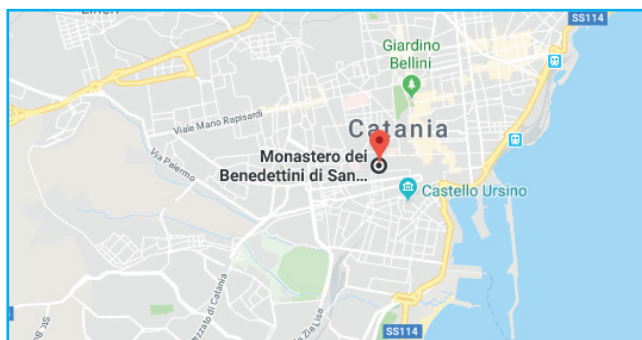 SS114
Giardino
Bellini
Viale Mario Rapisardi
Catania
Monastero dei
Benedettini di San...
Via Palermo
Castello Ursino
SS114